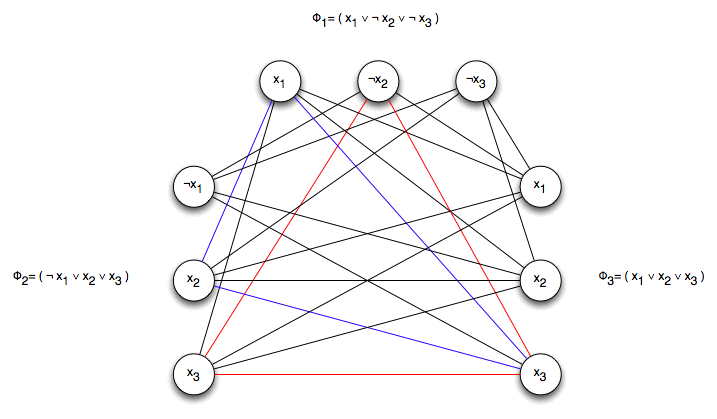 Φ₁= ( x₁ ∨ ¬ x₂ ∨ ¬ x₃ )
x₁ ¬x₂ ¬x₃
¬x₁ x₁
Φ₂= ( ¬ x₁ ∨ x₂ ∨ x₃ ) x₂ x₂ Φ₃= ( x₁ ∨ x₂ ∨ x₃ )
x₃ x₃